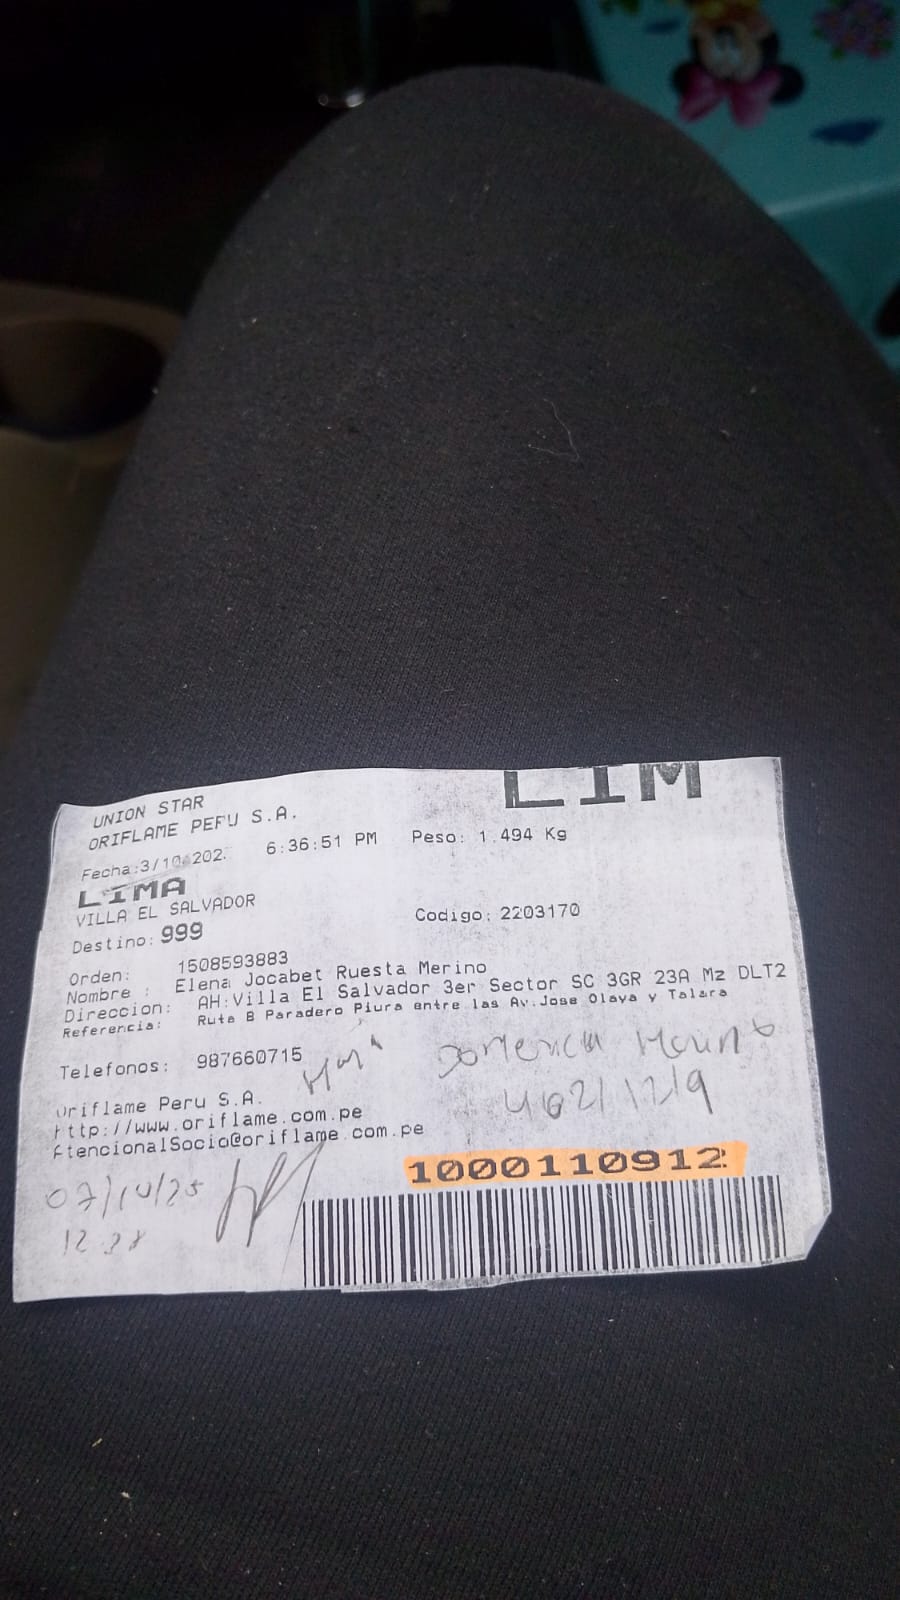 LIM
UNION STAR
ORIFLAME PERU S.A.
Fecha:3/10/202 6:36:51 PM Peso: 1.494 Kg
LIMA
VILLA EL SALVADOR
Destino: 999 Codigo: 2203170
Orden: 1508593883
Nombre : Elena Jocabet Ruesta Merino
Direccion: AH:Villa El Salvador 3er Sector SC 3GR 23A Mz DLT2
Referencia: Ruta B Paradero Piura entre las Av.Jose Olaya y Talara
Telefonos: 987660715
Oriflame Peru S.A.
http://www.oriflame.com.pe
AtencionalSocio@oriflame.com.pe
1000110912
07/10/25
12 38